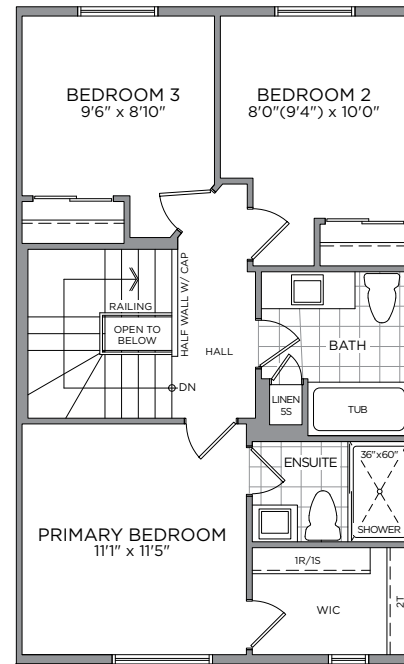 BEDROOM 3
9'6" x 8'10"
BEDROOM 2
8'0"(9'4") x 10'0"
HALF WALL W/ CAP
RAILING
OPEN TO
BELOW
HALL
BATH
DN
LINEN
5S
TUB
ENSUITE
36"x60"
SHOWER
PRIMARY BEDROOM
11'1" x 11'5"
1R/1S
WIC
2T